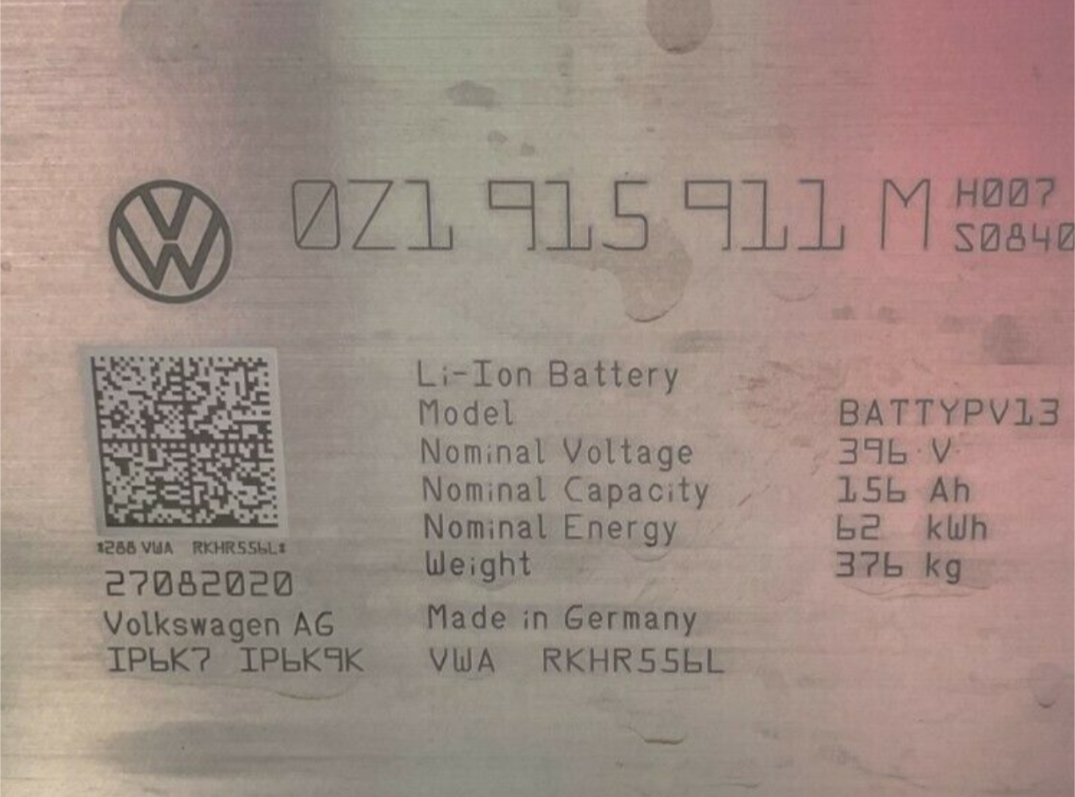 0Z1 915 911 M H007
S0840
Li-Ion Battery
Model BATTYPV13
Nominal Voltage 396 V
Nominal Capacity 156 Ah
Nominal Energy 62 kWh
Weight 376 kg
*288 VWA RKHR556L*
27082020
Volkswagen AG
IP6K7 IP6K9K
Made in Germany
VWA RKHR556L